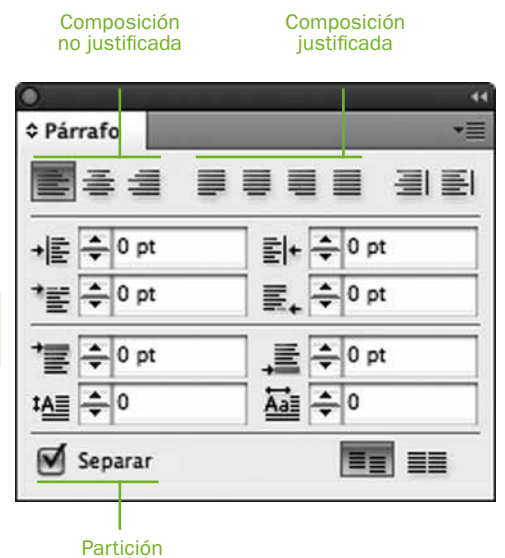 Composición
no justificada
Composición
justificada
Párrafo
0 pt
0 pt
0 pt
0 pt
0 pt
0 pt
0
0
Separar
Partición